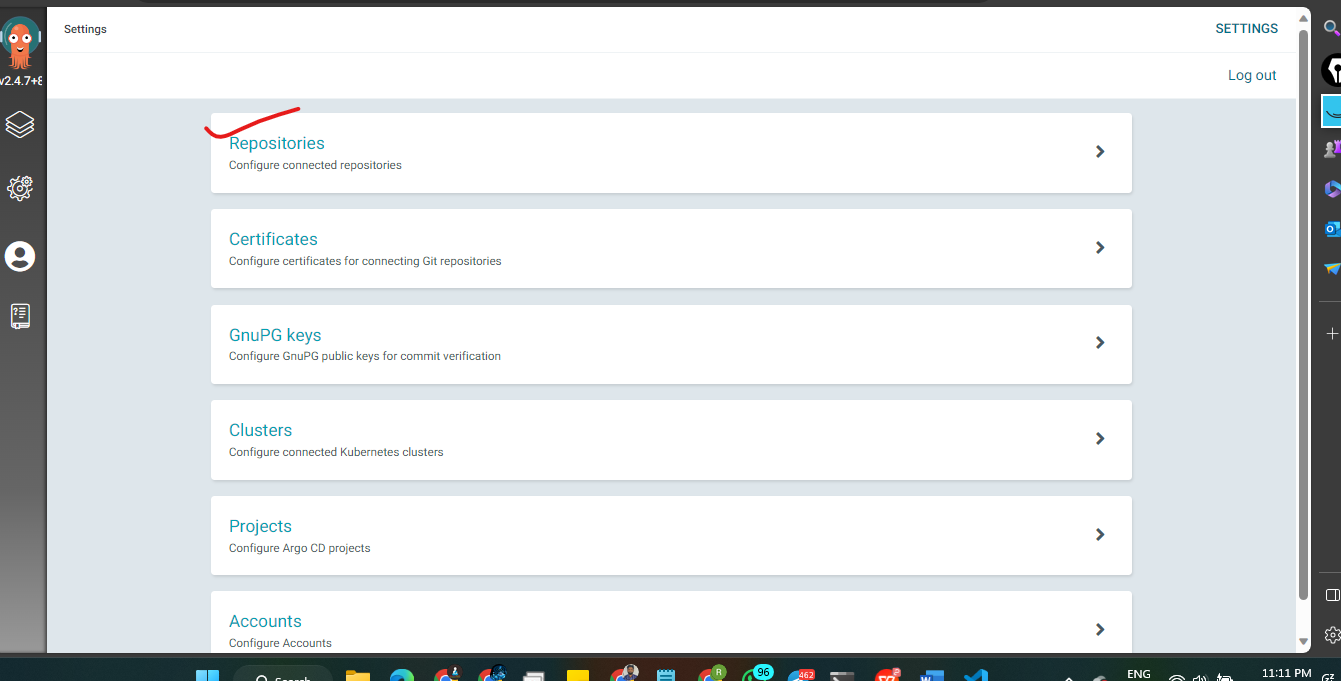 Settings
SETTINGS
v2.4.7+8
Log out
Repositories
Configure connected repositories
Certificates
Configure certificates for connecting Git repositories
GnuPG keys
Configure GnuPG public keys for commit verification
Clusters
Configure connected Kubernetes clusters
Projects
Configure Argo CD projects
Accounts
Configure Accounts
Search
R
96
462
W
ENG
11:11 PM